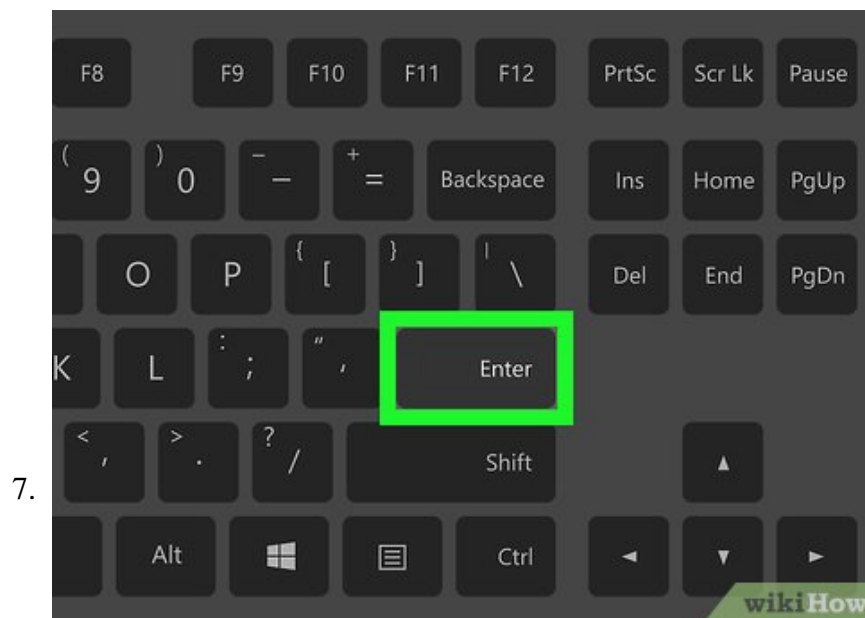 F8 F9 F10 F11 F12 PrtSc Scr Lk Pause
( 9 ) 0 – — + = Backspace Ins Home PgUp
O P { [ } ] | \ Del End PgDn
K L : ; " ' Enter
< , > . ? / Shift
7.
Alt Ctrl
wikiHow